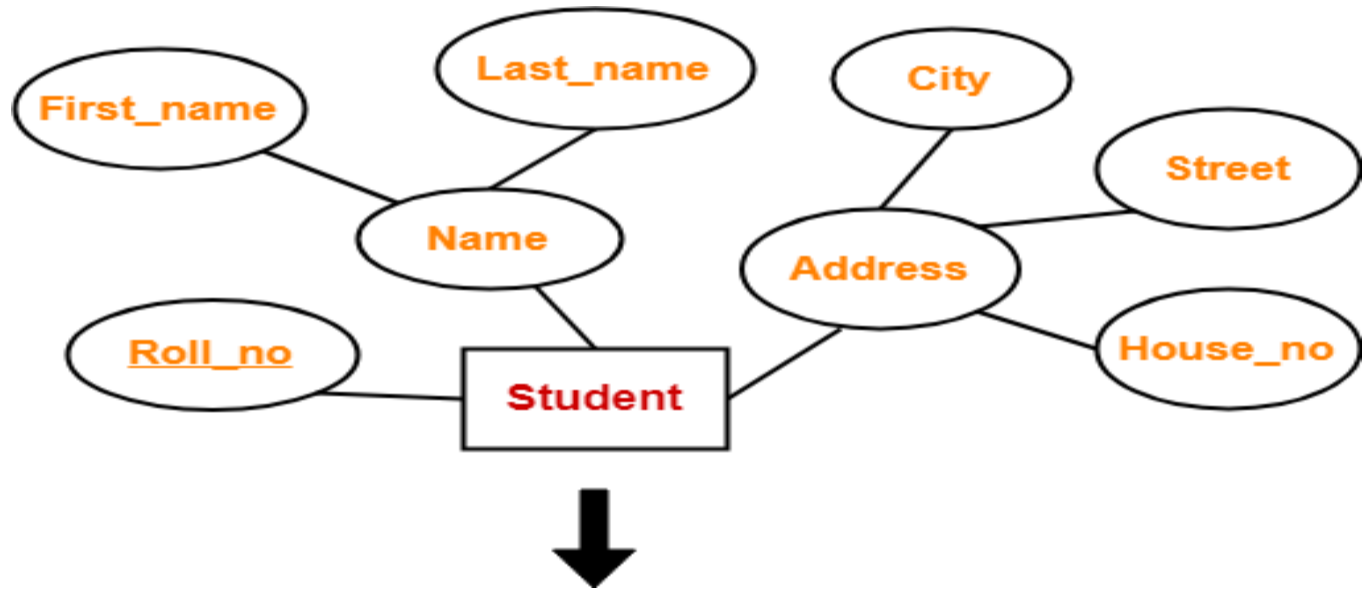 Last_name
City
First_name
Street
Name
Address
Roll_no
House_no
Student